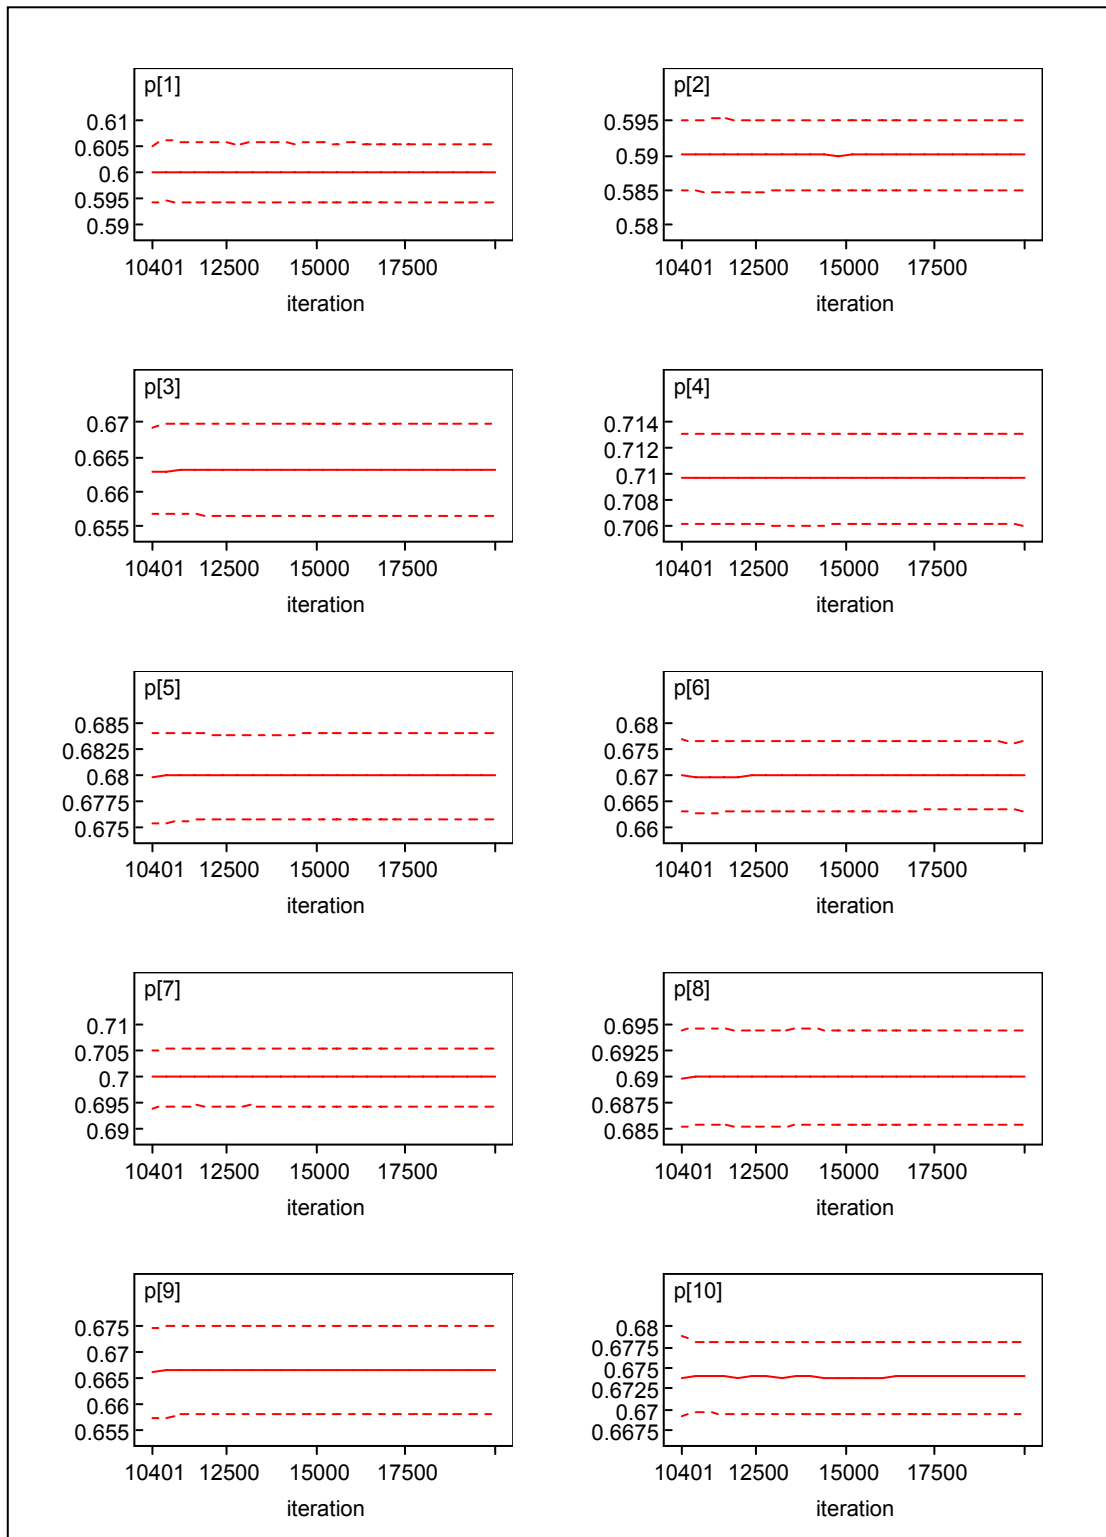 p[1]
0.61
0.605
0.6
0.595
0.59
10401 12500 15000 17500
iteration
p[2]
0.595
0.59
0.585
0.58
10401 12500 15000 17500
iteration
p[3]
0.67
0.665
0.66
0.655
10401 12500 15000 17500
iteration
p[4]
0.714
0.712
0.71
0.708
0.706
10401 12500 15000 17500
iteration
p[5]
0.685
0.6825
0.68
0.6775
0.675
10401 12500 15000 17500
iteration
p[6]
0.68
0.675
0.67
0.665
0.66
10401 12500 15000 17500
iteration
p[7]
0.71
0.705
0.7
0.695
0.69
10401 12500 15000 17500
iteration
p[8]
0.695
0.6925
0.69
0.6875
0.685
10401 12500 15000 17500
iteration
p[9]
0.675
0.67
0.665
0.66
0.655
10401 12500 15000 17500
iteration
p[10]
0.68
0.6775
0.675
0.6725
0.67
0.6675
10401 12500 15000 17500
iteration